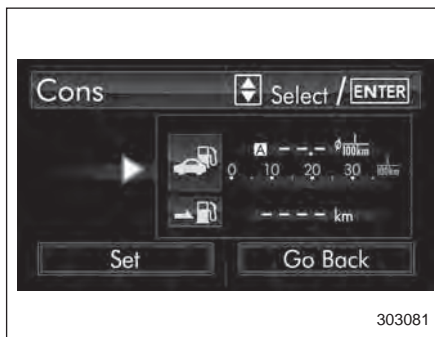 Cons Select / ENTER
A --.- ø l/100km
0 . 10 . 20 . 30 . l/100km
---- km
Set Go Back
303081